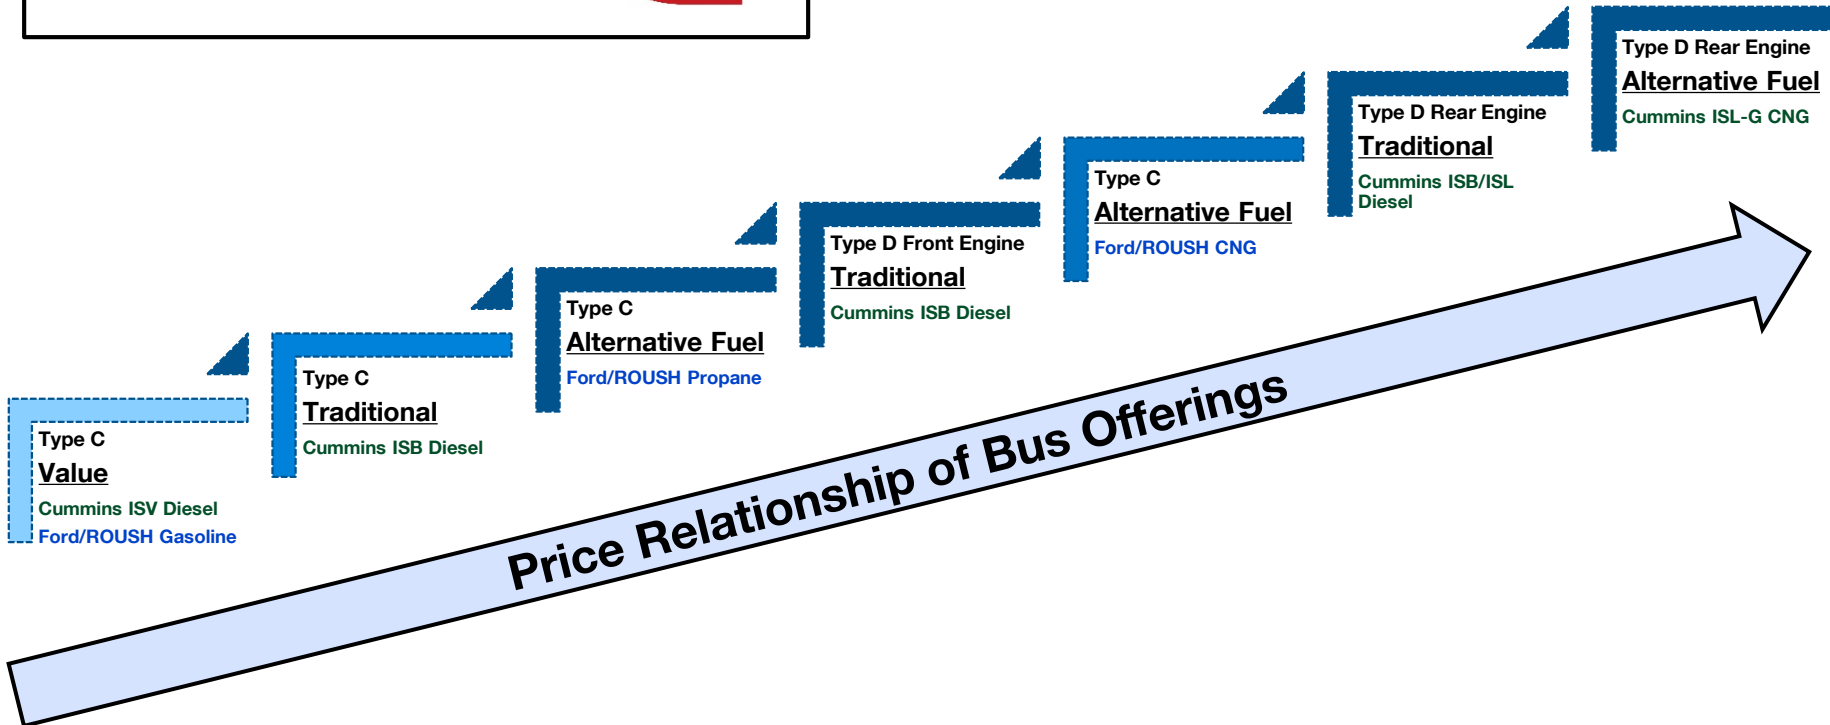 Type D Rear Engine
Alternative Fuel
Cummins ISL-G CNG
Type D Rear Engine
Traditional
Cummins ISB/ISL
Diesel
Type C
Alternative Fuel
Ford/ROUSH CNG
Type D Front Engine
Traditional
Cummins ISB Diesel
Type C
Alternative Fuel
Ford/ROUSH Propane
Type C
Traditional
Cummins ISB Diesel
Type C
Value
Cummins ISV Diesel
Ford/ROUSH Gasoline
Price Relationship of Bus Offerings